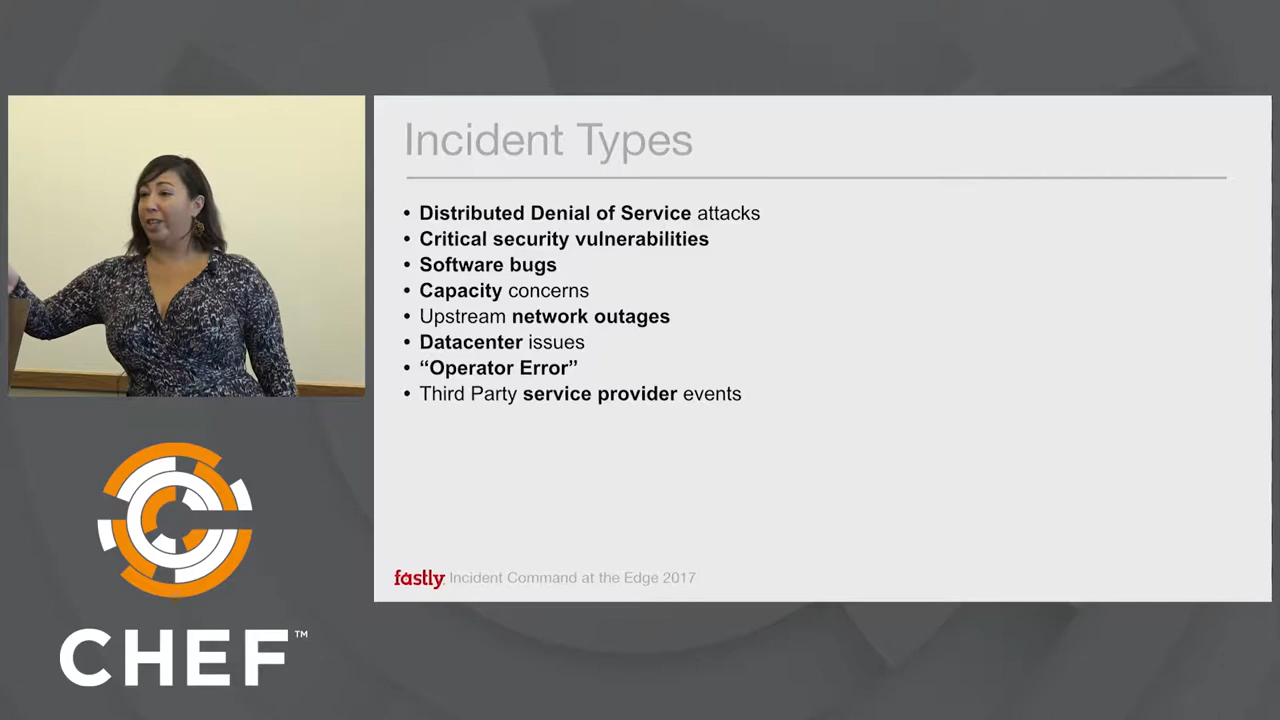 Incident Types
• Distributed Denial of Service attacks
• Critical security vulnerabilities
• Software bugs
• Capacity concerns
• Upstream network outages
• Datacenter issues
• “Operator Error”
• Third Party service provider events
fastly Incident Command at the Edge 2017
CHEF™